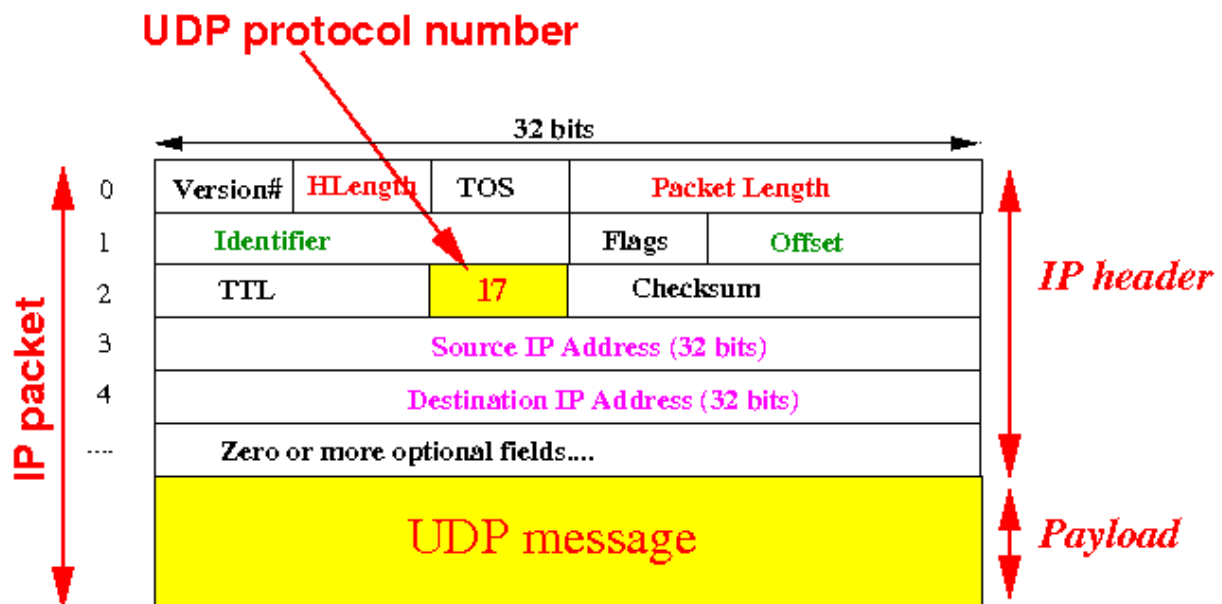 UDP protocol number
32 bits
0 Version# HLength TOS Packet Length
1 Identifier Flags Offset
2 TTL 17 Checksum
3 Source IP Address (32 bits)
4 Destination IP Address (32 bits)
.... Zero or more optional fields....
UDP message
IP packet
IP header
Payload